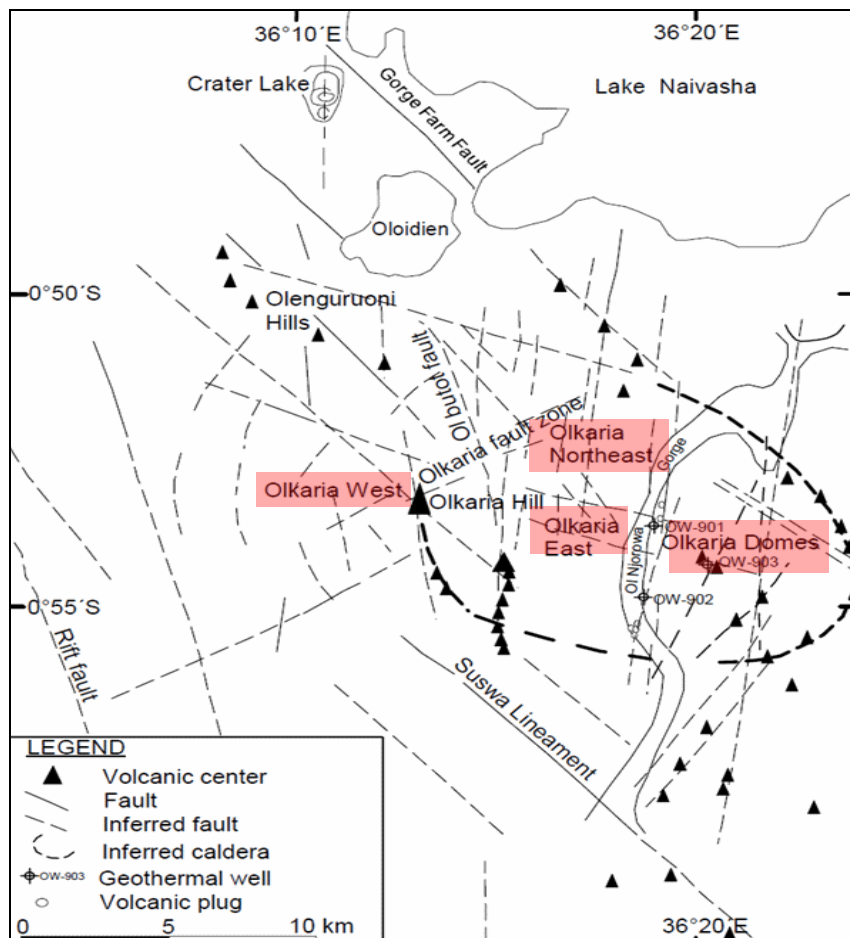 36°10´E
36°20´E
Crater Lake
Lake Naivasha
Gorge Farm Fault
Oloidien
0°50´S
Olenguruoni
Hills
Ol butot fault
Olkaria fault zone
Olkaria
Northeast
Gorge
Olkaria West
Olkaria Hill
Olkaria
East
OW-901
Olkaria Domes
OW-903
Ol Njorowa
OW-902
0°55´S
Rift fault
Suswa Lineament
LEGEND
Volcanic center
Fault
Inferred fault
Inferred caldera
OW-903 Geothermal well
Volcanic plug
0 5 10 km
36°20´E